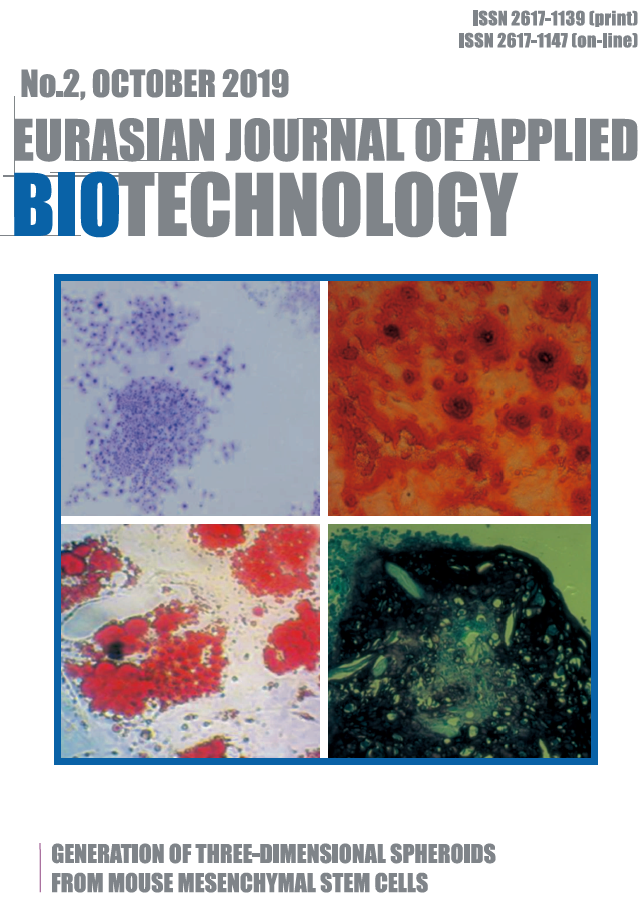 ISSN 2617-1139 (print)
ISSN 2617-1147 (on-line)
No.2, OCTOBER 2019
EURASIAN JOURNAL OF APPLIED
BIOTECHNOLOGY
GENERATION OF THREE-DIMENSIONAL SPHEROIDS
FROM MOUSE MESENCHYMAL STEM CELLS